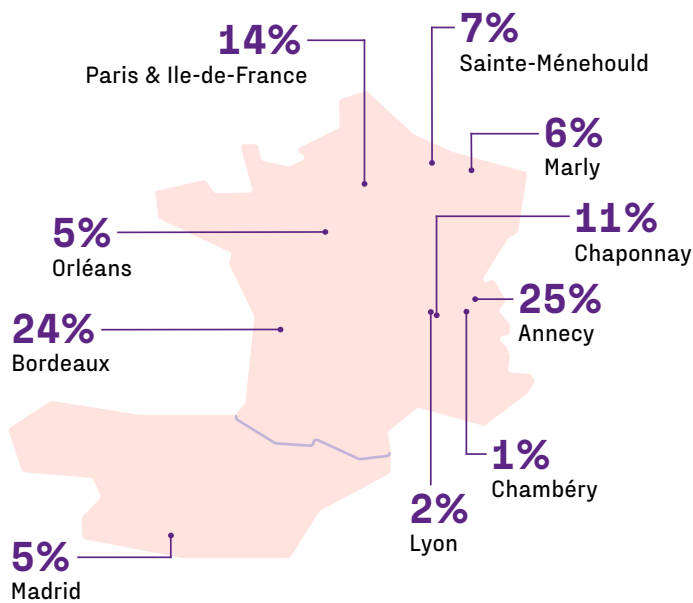 14%
Paris & Ile-de-France
7%
Sainte-Ménehould
6%
Marly
5%
Orléans
11%
Chaponnay
24%
Bordeaux
25%
Annecy
1%
Chambéry
2%
Lyon
5%
Madrid